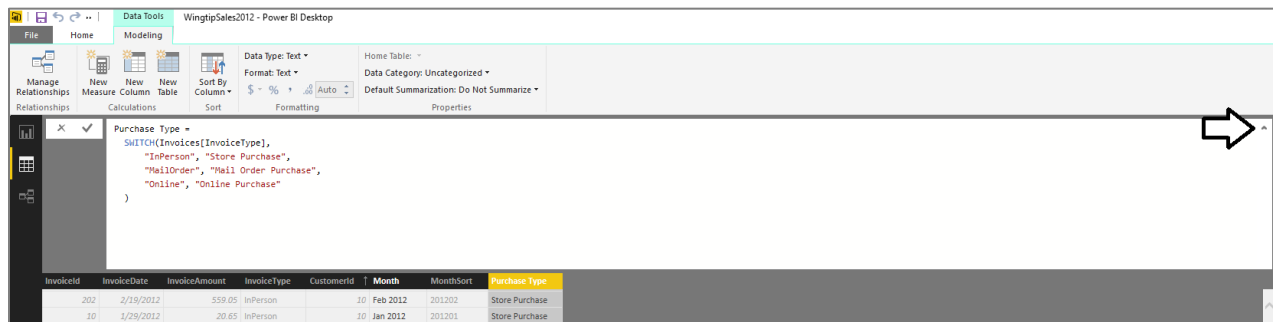 Data Tools WingtipSales2012 - Power BI Desktop
File Home Modeling
Manage Relationships
New Measure
New Column
New Table
Sort By Column
Data Type: Text
Format: Text
$ % , .00 Auto
Home Table:
Data Category: Uncategorized
Default Summarization: Do Not Summarize
Relationships Calculations Sort Formatting Properties
Purchase Type =
SWITCH(Invoices[InvoiceType],
"InPerson", "Store Purchase",
"MailOrder", "Mail Order Purchase",
"Online", "Online Purchase"
)
InvoiceId InvoiceDate InvoiceAmount InvoiceType CustomerId Month MonthSort Purchase Type
202 2/19/2012 559.05 InPerson 10 Feb 2012 201202 Store Purchase
10 1/29/2012 20.65 InPerson 10 Jan 2012 201201 Store Purchase